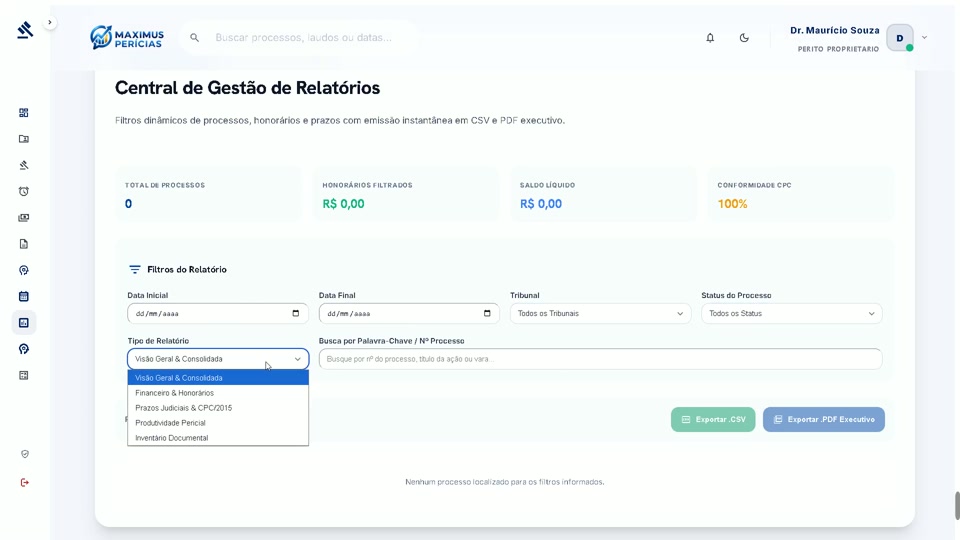 MAXIMUS
PERÍCIAS
Buscar processos, laudos ou datas...
Dr. Maurício Souza
PERITO PROPRIETARIO
D
Central de Gestão de Relatórios
Filtros dinâmicos de processos, honorários e prazos com emissão instantânea em CSV e PDF executivo.
TOTAL DE PROCESSOS
0
HONORÁRIOS FILTRADOS
R$ 0,00
SALDO LÍQUIDO
R$ 0,00
CONFORMIDADE CPC
100%
Filtros do Relatório
Data Inicial
dd/mm/aaaa
Data Final
dd/mm/aaaa
Tribunal
Todos os Tribunais
Status do Processo
Todos os Status
Tipo de Relatório
Visão Geral & Consolidada
Busca por Palavra-Chave / Nº Processo
Busque por nº do processo, título da ação ou vara...
Visão Geral & Consolidada
Financeiro & Honorários
Prazos Judiciais & CPC/2015
Produtividade Pericial
Inventário Documental
Exportar .CSV
Exportar .PDF Executivo
Nenhum processo localizado para os filtros informados.